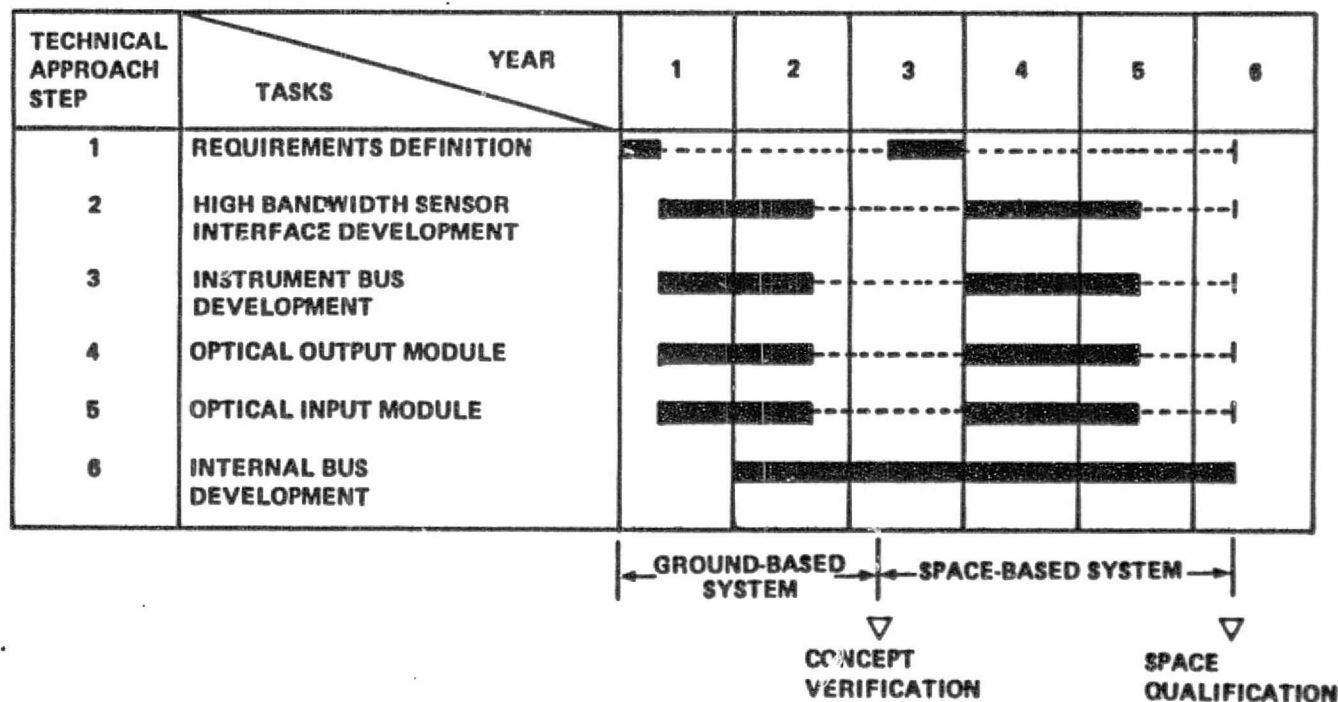 TECHNICAL
APPROACH
STEP
YEAR
TASKS
1 2 3 4 5 6
1 REQUIREMENTS DEFINITION
2 HIGH BANDWIDTH SENSOR
INTERFACE DEVELOPMENT
3 INSTRUMENT BUS
DEVELOPMENT
4 OPTICAL OUTPUT MODULE
5 OPTICAL INPUT MODULE
6 INTERNAL BUS
DEVELOPMENT
GROUND-BASED
SYSTEM
SPACE-BASED SYSTEM
CONCEPT
VERIFICATION
SPACE
QUALIFICATION